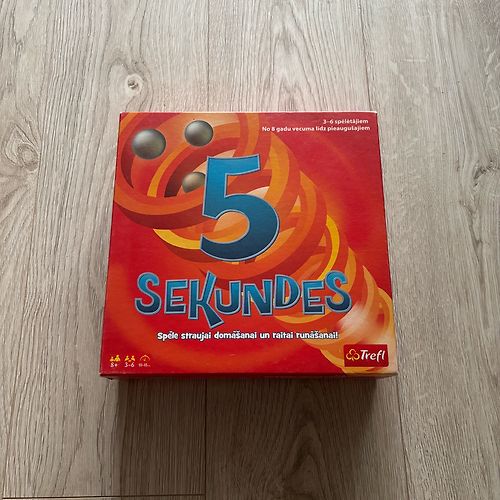 3-6 spēlētājiem
No 8 gadu vecuma līdz pieaugušajiem
5
SEKUNDES
Spēle straujai domāšanai un raitai runāšanai!
Trefl
8+ 3-6